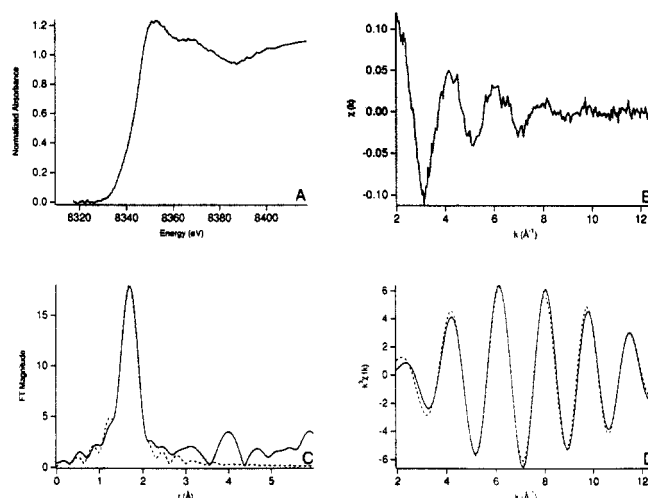 1.2
1.0
0.8
0.6
0.4
0.2
0.0
Normalized Absorbance
8320 8340 8360 8380 8400
Energy (eV)
A
0.10
0.05
0.00
-0.05
-0.10
χ (k)
2 4 6 8 10 12
k (Å⁻¹)
15
10
5
0
FT Magnitude
0 1 2 3 4 5
r (Å)
C
6
4
2
0
-2
-4
-6
k³χ(k)
2 4 6 8 10 12
D